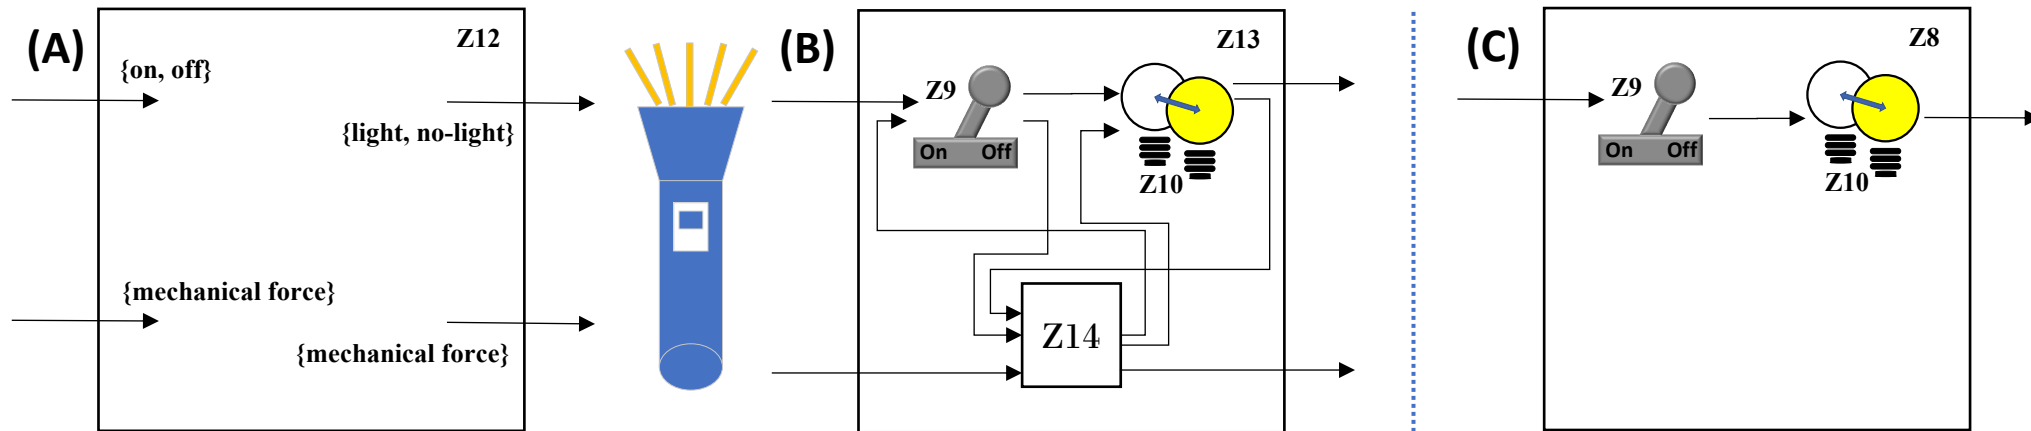 (A)
Z12
{on, off}
{light, no-light}
{mechanical force}
{mechanical force}
(B)
Z13
Z9
On Off
Z10
Z14
(C)
Z8
Z9
On Off
Z10